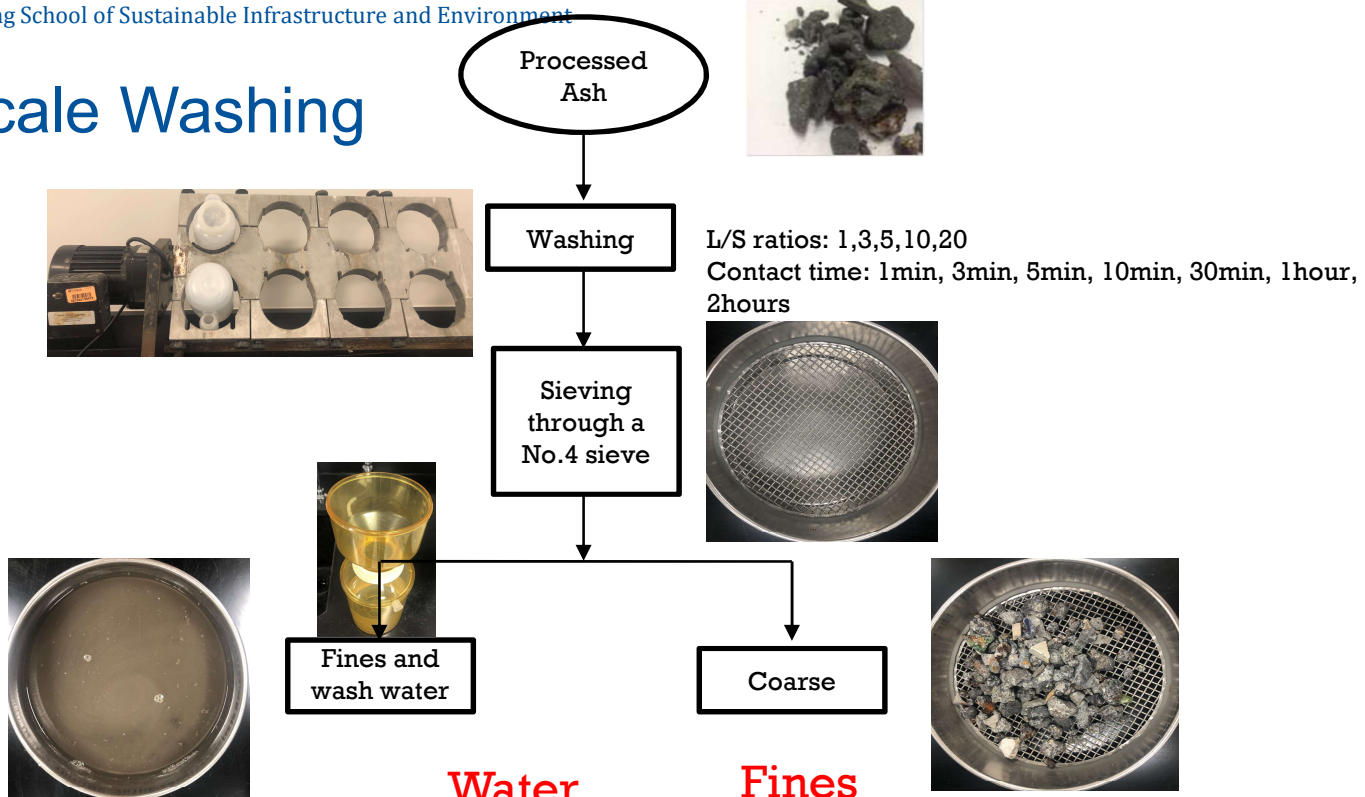 ng School of Sustainable Infrastructure and Environment
cale Washing
Processed
Ash
Washing
L/S ratios: 1,3,5,10,20
Contact time: 1min, 3min, 5min, 10min, 30min, 1hour,
2hours
Sieving
through a
No.4 sieve
Fines and
wash water
Coarse
Water
Fines